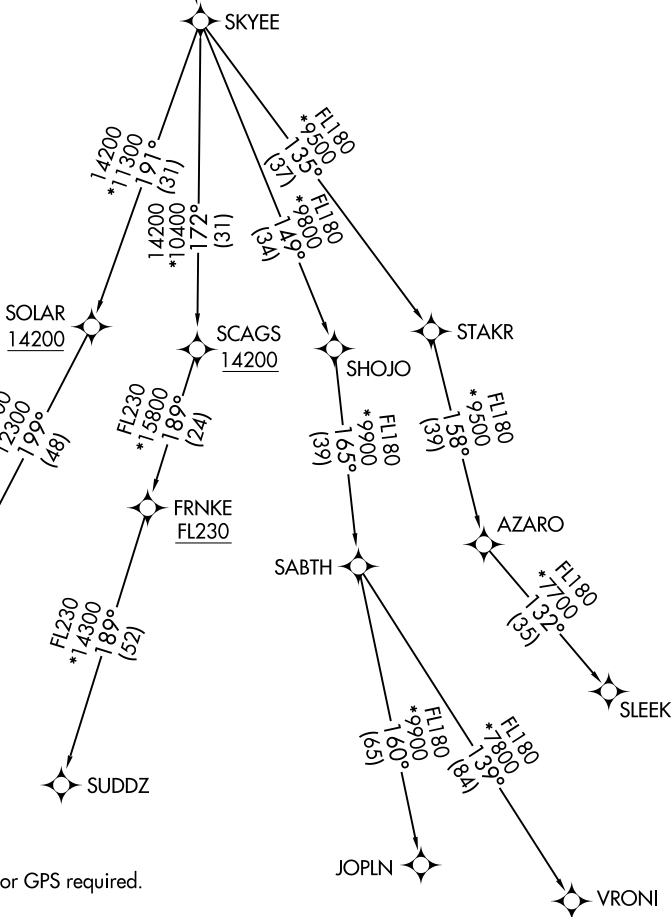 SKYEE
14200
*11300
191°
(31)
14200
*10400
172°
(31)
FL180
*9800
149°
(34)
FL180
*9500
135°
(37)
SOLAR
14200
SCAGS
14200
SHOJO
STAKR
199°
(48)
FL230
*15800
189°
(24)
FL180
*9900
165°
(39)
FL180
*9500
158°
(39)
FRNKE
FL230
SABTH
AZARO
FL180
*7700
132°
(35)
SLEEK
FL230
*14300
189°
(52)
FL180
*9900
160°
(65)
FL180
*7800
139°
(84)
SUDDZ
JOPLN
VRONI
or GPS required.